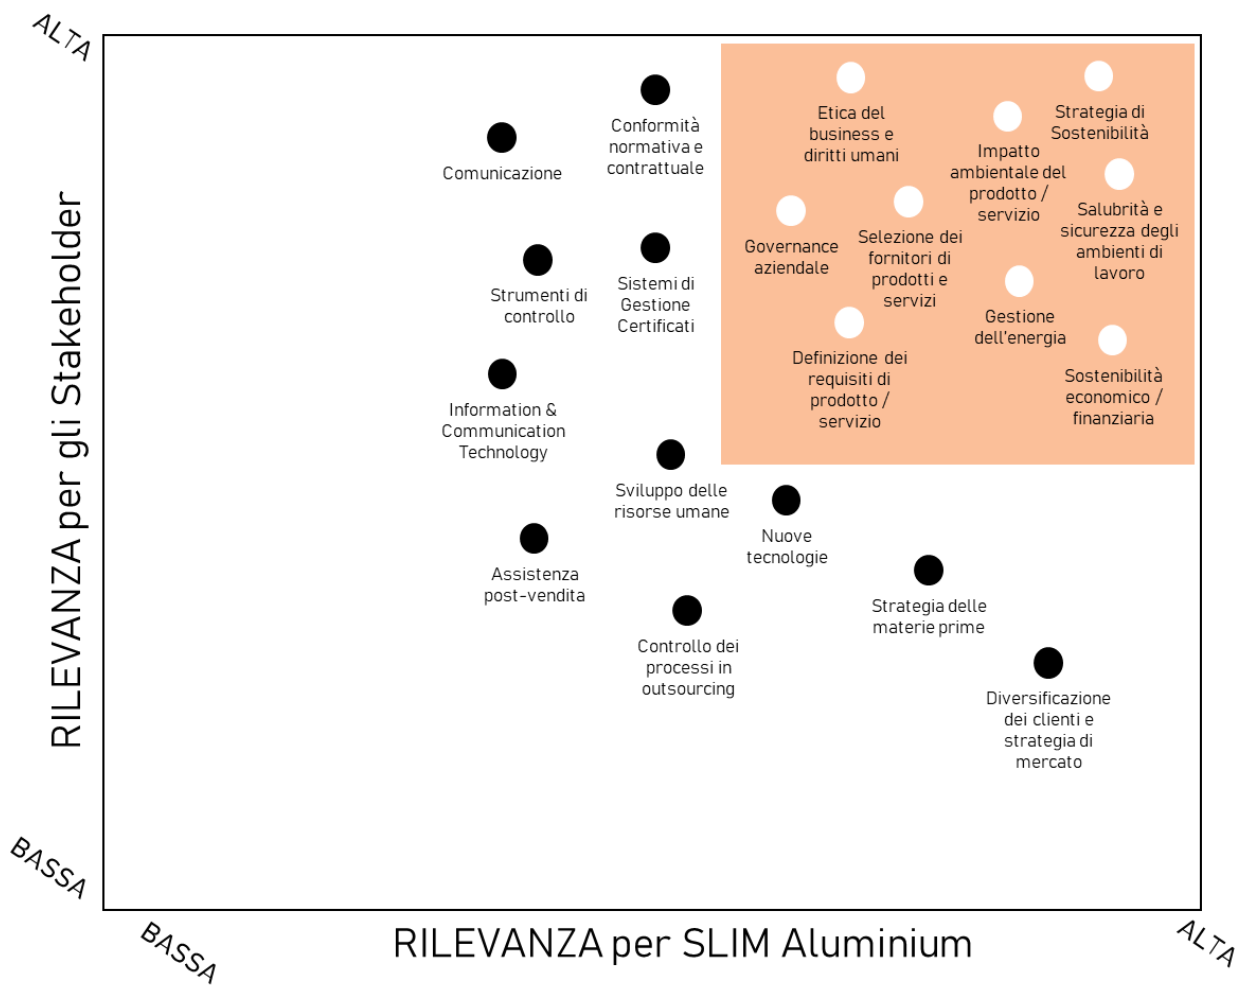 ALTA
RILEVANZA per gli Stakeholder
BASSA
Comunicazione
Conformità
normativa e
contrattuale
Etica del
business e
diritti umani
Strategia di
Sostenibilità
Impatto
ambientale del
prodotto /
servizio
Salubrità e
sicurezza degli
ambienti di
lavoro
Governance
aziendale
Selezione dei
fornitori di
prodotti e
servizi
Strumenti di
controllo
Sistemi di
Gestione
Certificati
Gestione
dell'energia
Definizione dei
requisiti di
prodotto /
servizio
Sostenibilità
economico /
finanziaria
Information &
Communication
Technology
Sviluppo delle
risorse umane
Nuove
tecnologie
Assistenza
post-vendita
Strategia delle
materie prime
Controllo dei
processi in
outsourcing
Diversificazione
dei clienti e
strategia di
mercato
BASSA
RILEVANZA per SLIM Aluminium
ALTA